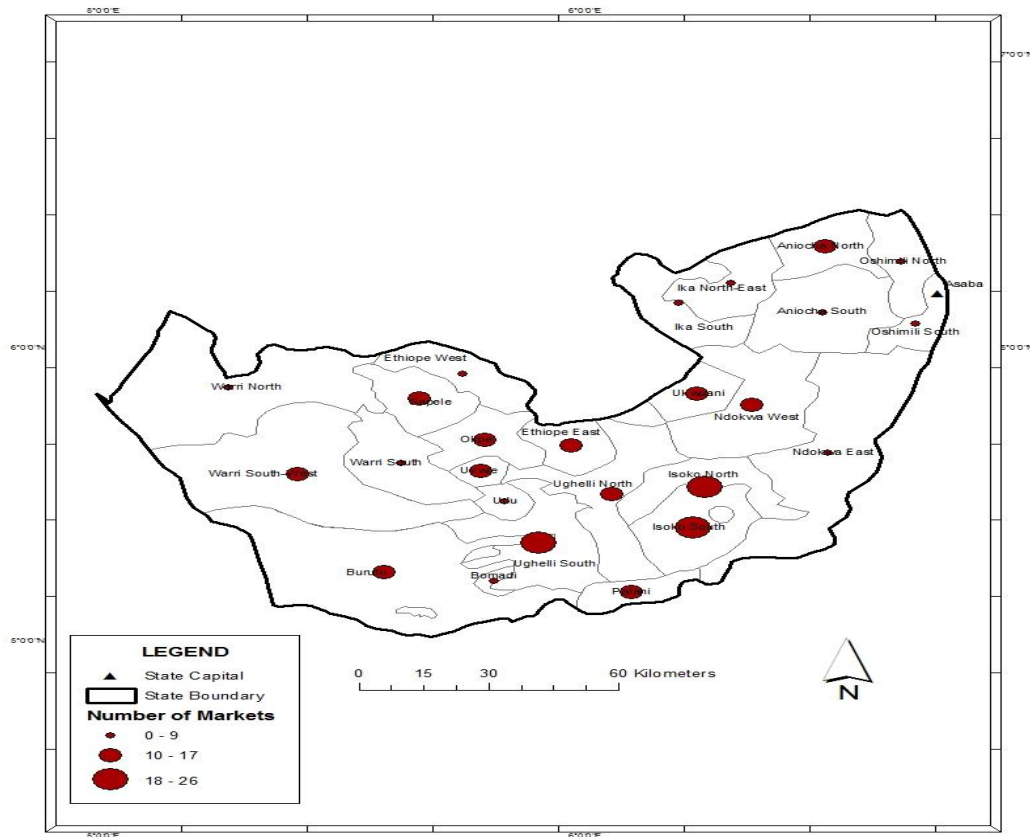 5°0'0"E 6°0'0"E
7°0'0"N
Aniocha North
Oshimili North
Ika North-East
Asaba
Aniocha South
Ika South
Oshimili South
6°0'0"N
Ethiope West
Warri North
Sapele
Ndokwa West
Okpe
Ethiope East
Ndokwa East
Warri South
Warri South-West
Isoko North
Ughelli North
Isoko South
Ughelli South
Bomadi
Patani
5°0'0"N
LEGEND
State Capital
State Boundary
Number of Markets
0 - 9
10 - 17
18 - 26
0 15 30 60 Kilometers
N
5°0'0"E 6°0'0"E